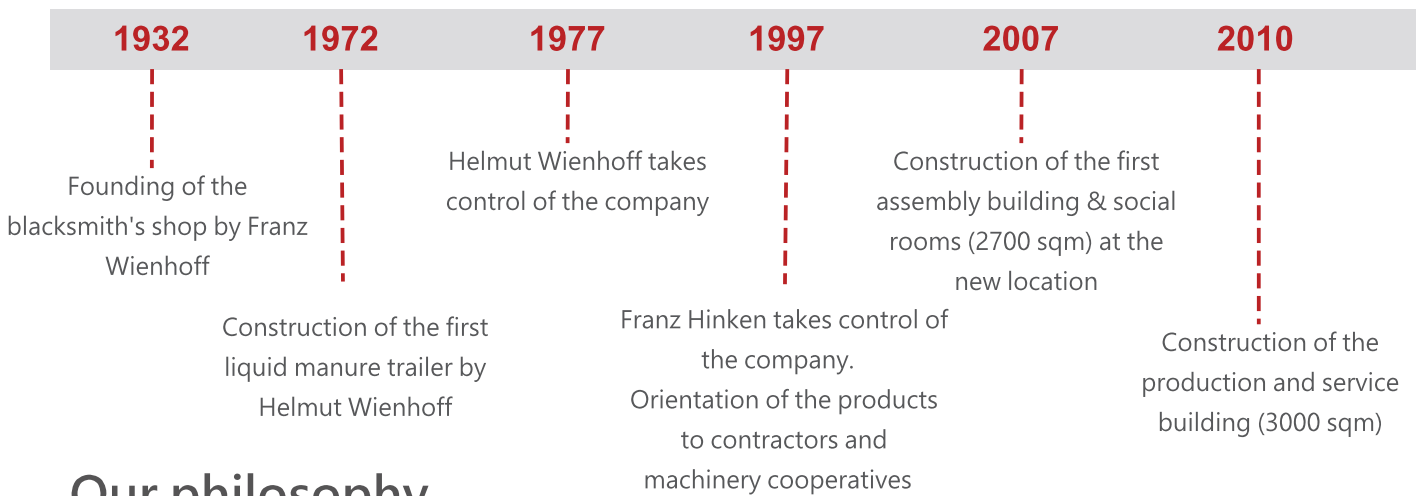 1932 1972 1977 1997 2007 2010
Founding of the
blacksmith's shop by Franz
Wienhoff
Construction of the first
liquid manure trailer by
Helmut Wienhoff
Helmut Wienhoff takes
control of the company
Franz Hinken takes control of
the company.
Orientation of the products
to contractors and
machinery cooperatives
Construction of the first
assembly building & social
rooms (2700 sqm) at the
new location
Construction of the
production and service
building (3000 sqm)
Our philosophy